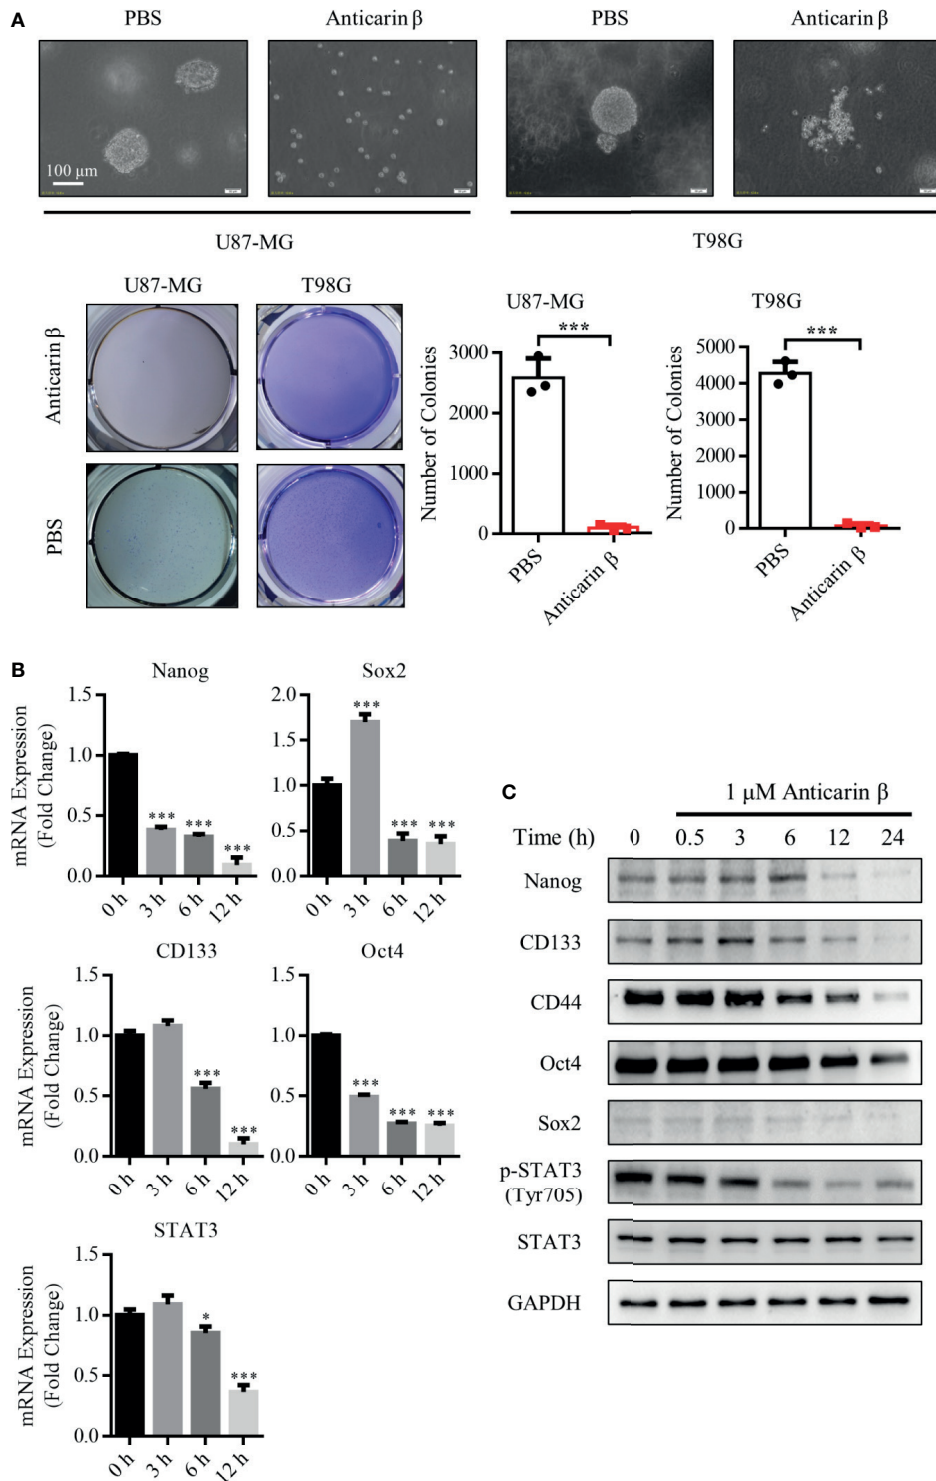 A
PBS
Anticarin β
PBS
Anticarin β
100 μm
U87-MG
T98G
U87-MG
T98G
Anticarin β
PBS
U87-MG
***
Number of Colonies
3000
2000
1000
0
PBS
Anticarin β
T98G
***
Number of Colonies
5000
4000
3000
2000
1000
0
PBS
Anticarin β
B
Nanog
mRNA Expression
(Fold Change)
1.5
1.0
0.5
0.0
***
***
***
0 h
3 h
6 h
12 h
Sox2
2.0
1.5
1.0
0.5
0.0
***
***
***
0 h
3 h
6 h
12 h
CD133
mRNA Expression
(Fold Change)
1.5
1.0
0.5
0.0
***
***
0 h
3 h
6 h
12 h
Oct4
1.5
1.0
0.5
0.0
***
***
***
0 h
3 h
6 h
12 h
STAT3
mRNA Expression
(Fold Change)
1.5
1.0
0.5
0.0
*
***
0 h
3 h
6 h
12 h
C
1 μM Anticarin β
Time (h) 0 0.5 3 6 12 24
Nanog
CD133
CD44
Oct4
Sox2
p-STAT3
(Tyr705)
STAT3
GAPDH